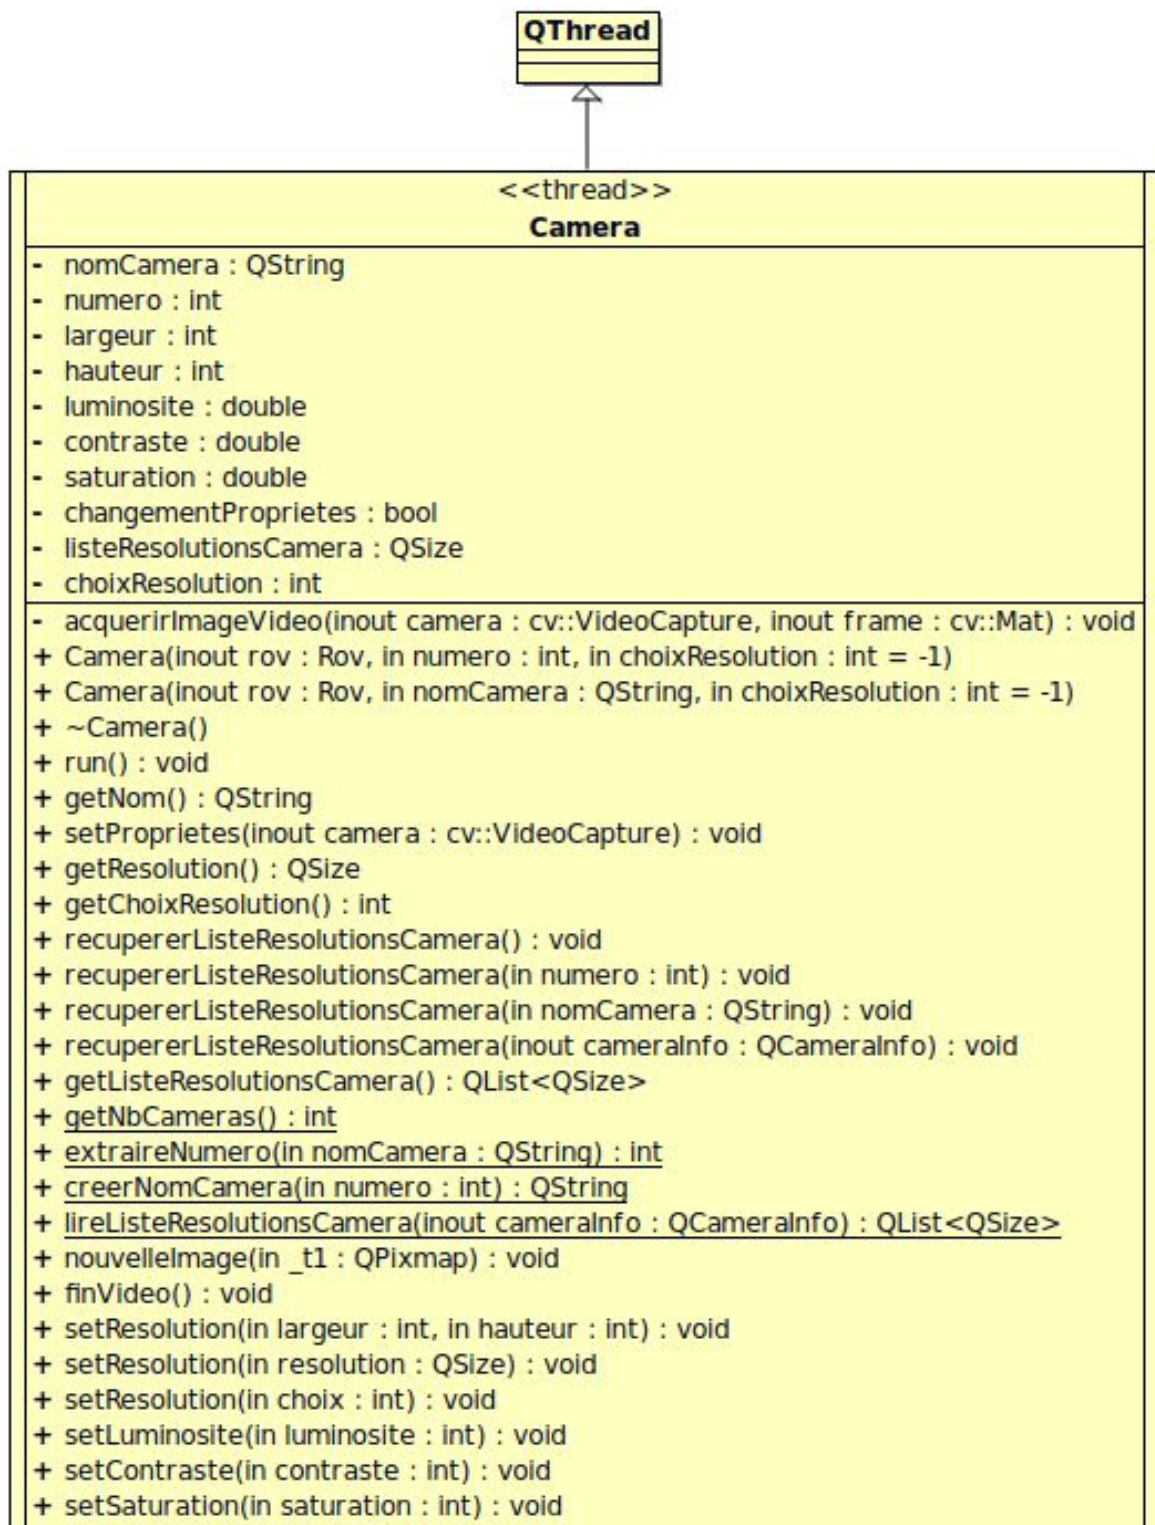 QThread
<<thread>>
Camera
- nomCamera : QString
- numero : int
- largeur : int
- hauteur : int
- luminosite : double
- contraste : double
- saturation : double
- changementProprietes : bool
- listeResolutionsCamera : QSize
- choixResolution : int
- acquerirImageVideo(inout camera : cv::VideoCapture, inout frame : cv::Mat) : void
+ Camera(inout rov : Rov, in numero : int, in choixResolution : int = -1)
+ Camera(inout rov : Rov, in nomCamera : QString, in choixResolution : int = -1)
+ ~Camera()
+ run() : void
+ getNom() : QString
+ setProprietes(inout camera : cv::VideoCapture) : void
+ getResolution() : QSize
+ getChoixResolution() : int
+ recupererListeResolutionsCamera() : void
+ recupererListeResolutionsCamera(in numero : int) : void
+ recupererListeResolutionsCamera(in nomCamera : QString) : void
+ recupererListeResolutionsCamera(inout cameraInfo : QCameraInfo) : void
+ getListeResolutionsCamera() : QList<QSize>
+ getNbCameras() : int
+ extraireNumero(in nomCamera : QString) : int
+ creerNomCamera(in numero : int) : QString
+ lireListeResolutionsCamera(inout cameraInfo : QCameraInfo) : QList<QSize>
+ nouvelleImage(in _t1 : QPixmap) : void
+ finVideo() : void
+ setResolution(in largeur : int, in hauteur : int) : void
+ setResolution(in resolution : QSize) : void
+ setResolution(in choix : int) : void
+ setLuminosite(in luminosite : int) : void
+ setContraste(in contraste : int) : void
+ setSaturation(in saturation : int) : void